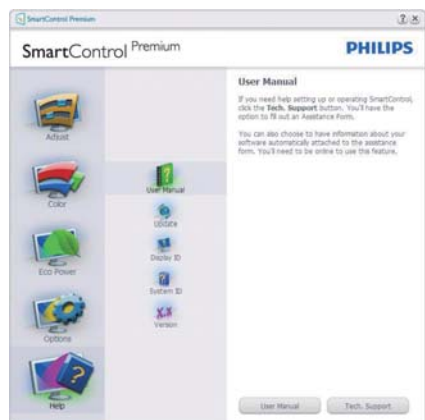 SmartControl Premium
SmartControl Premium
PHILIPS
Adjust
Color
Eco Power
Options
Help
User Manual
Update
Display ID
System ID
Version
User Manual
If you need help setting up or operating SmartControl,
click the Tech. Support button. You'll have the
option to fill out an Assistance Form.
You can also choose to have information about your
software automatically attached to the assistance
form. You'll need to be online to use this feature.
User Manual
Tech. Support